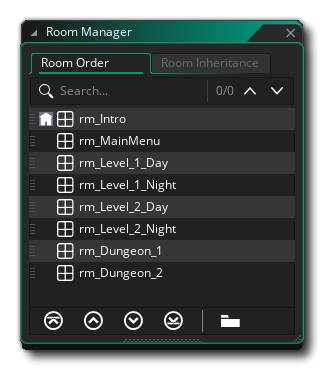 Room Manager
Room Order
Room Inheritance
Search...
0/0
rm_Intro
rm_MainMenu
rm_Level_1_Day
rm_Level_1_Night
rm_Level_2_Day
rm_Level_2_Night
rm_Dungeon_1
rm_Dungeon_2